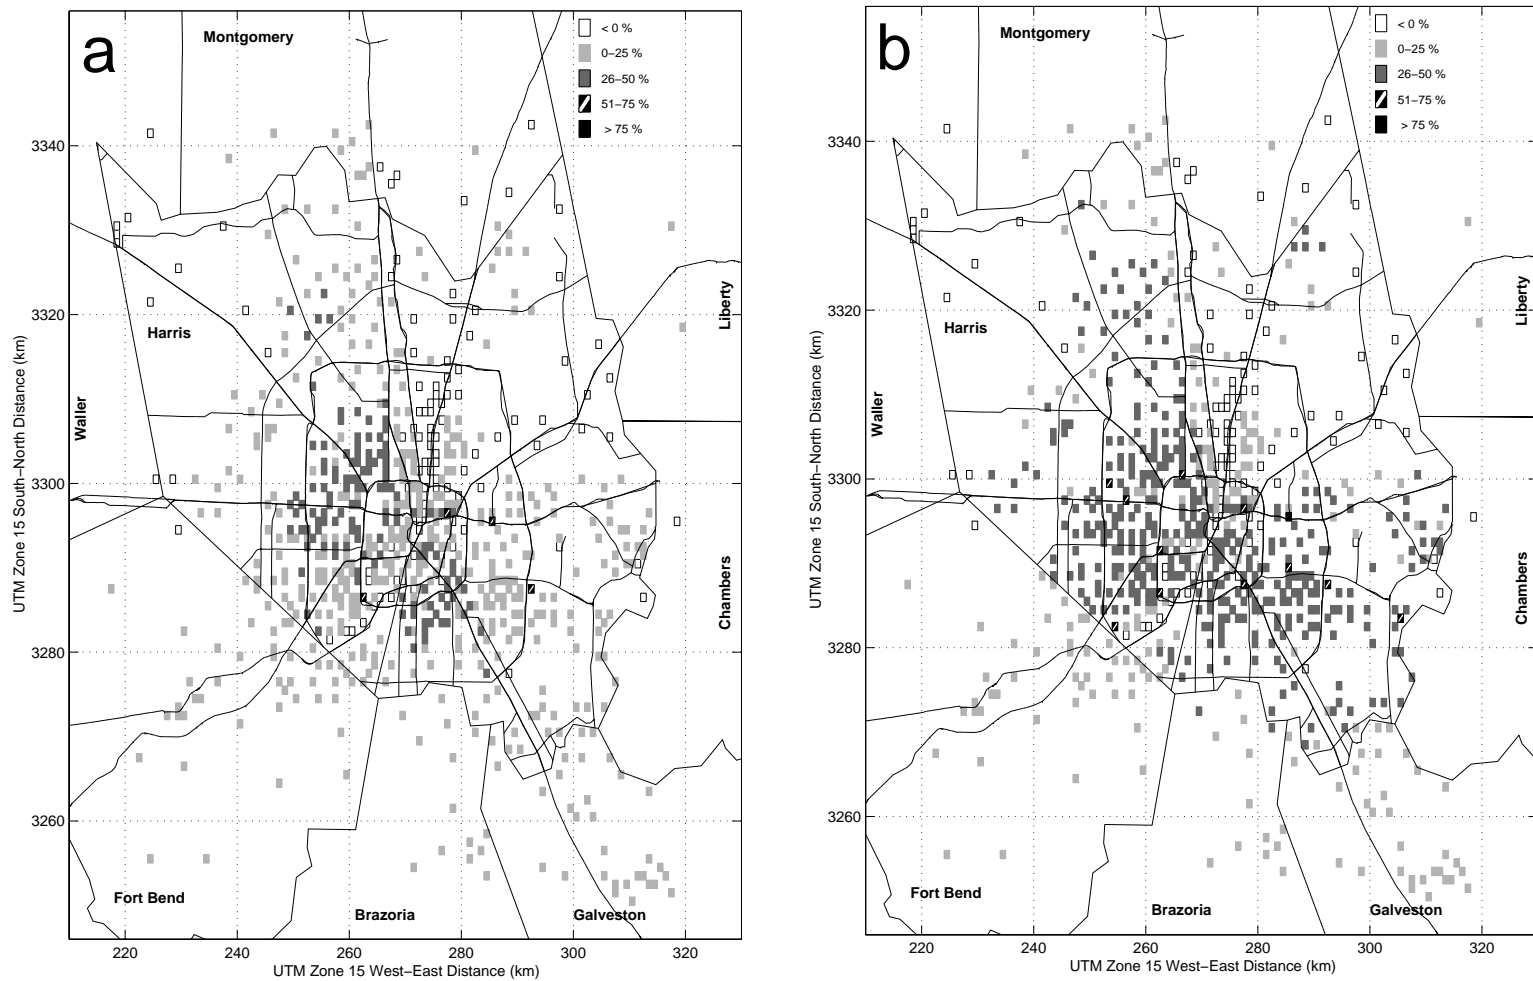 a
Montgomery
< 0 %
0–25 %
26–50 %
51–75 %
> 75 %
3340
3320
3300
3280
3260
UTM Zone 15 South–North Distance (km)
Harris
Waller
Liberty
Chambers
Fort Bend
Brazoria
Galveston
220
240
260
280
300
320
UTM Zone 15 West–East Distance (km)
b
Montgomery
< 0 %
0–25 %
26–50 %
51–75 %
> 75 %
3340
3320
3300
3280
3260
UTM Zone 15 South–North Distance (km)
Harris
Waller
Liberty
Chambers
Fort Bend
Brazoria
Galveston
220
240
260
280
300
320
UTM Zone 15 West–East Distance (km)